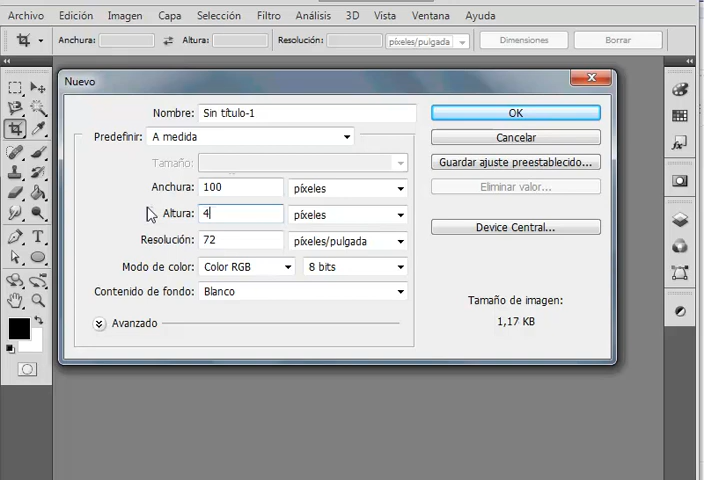 Archivo Edición Imagen Capa Selección Filtro Análisis 3D Vista Ventana Ayuda
Anchura: Altura: Resolución: píxeles/pulgada Dimensiones Borrar
Nuevo
Nombre: Sin título-1 OK
Predefinir: A medida Cancelar
Tamaño: Guardar ajuste preestablecido...
Anchura: 100 píxeles Eliminar valor...
Altura: 4 píxeles
Resolución: 72 píxeles/pulgada Device Central...
Modo de color: Color RGB 8 bits
Contenido de fondo: Blanco
Tamaño de imagen:
1,17 KB
Avanzado